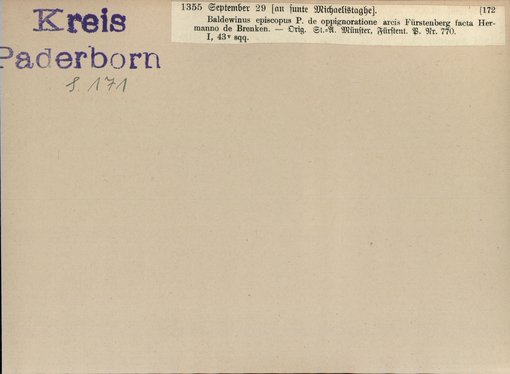 Kreis
Paderborn
S. 171
1355 September 29 [an sunte Michaelistaghe]. [172
Baldewinus episcopus P. de oppignoratione arcis Fürstenberg facta Her-
manno de Brenken. — Orig. St.-A. Münster, Fürstent. P. Nr. 770.
I, 43v sqq.